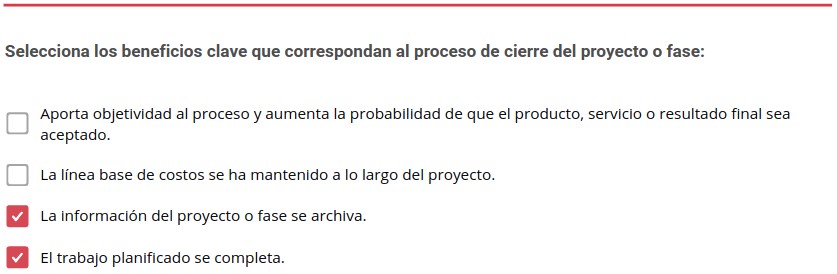 Selecciona los beneficios clave que correspondan al proceso de cierre del proyecto o fase:
Aporta objetividad al proceso y aumenta la probabilidad de que el producto, servicio o resultado final sea
aceptado.
La línea base de costos se ha mantenido a lo largo del proyecto.
La información del proyecto o fase se archiva.
El trabajo planificado se completa.